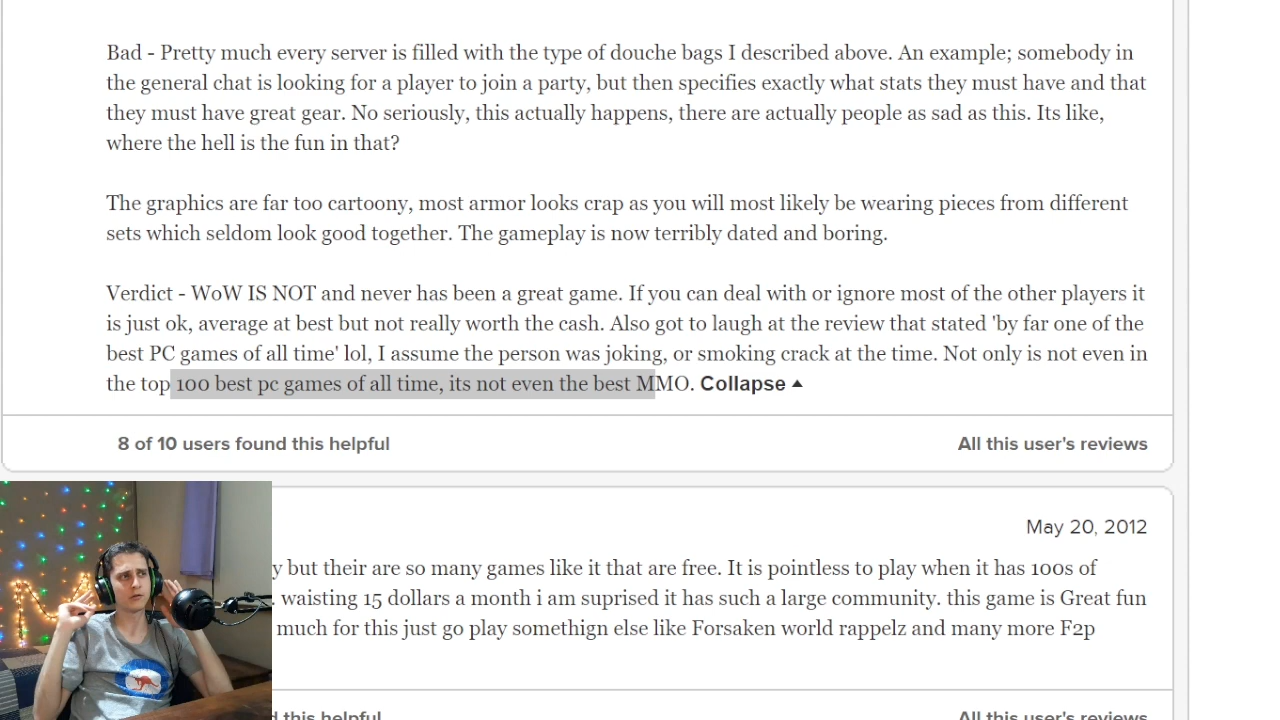 Bad - Pretty much every server is filled with the type of douche bags I described above. An example; somebody in
the general chat is looking for a player to join a party, but then specifies exactly what stats they must have and that
they must have great gear. No seriously, this actually happens, there are actually people as sad as this. Its like,
where the hell is the fun in that?
The graphics are far too cartoony, most armor looks crap as you will most likely be wearing pieces from different
sets which seldom look good together. The gameplay is now terribly dated and boring.
Verdict - WoW IS NOT and never has been a great game. If you can deal with or ignore most of the other players it
is just ok, average at best but not really worth the cash. Also got to laugh at the review that stated 'by far one of the
best PC games of all time' lol, I assume the person was joking, or smoking crack at the time. Not only is not even in
the top 100 best pc games of all time, its not even the best MMO. Collapse
8 of 10 users found this helpful All this user's reviews
May 20, 2012
y but their are so many games like it that are free. It is pointless to play when it has 100s of
waisting 15 dollars a month i am suprised it has such a large community. this game is Great fun
much for this just go play somethign else like Forsaken world rappelz and many more F2p
this helpful All this user's reviews